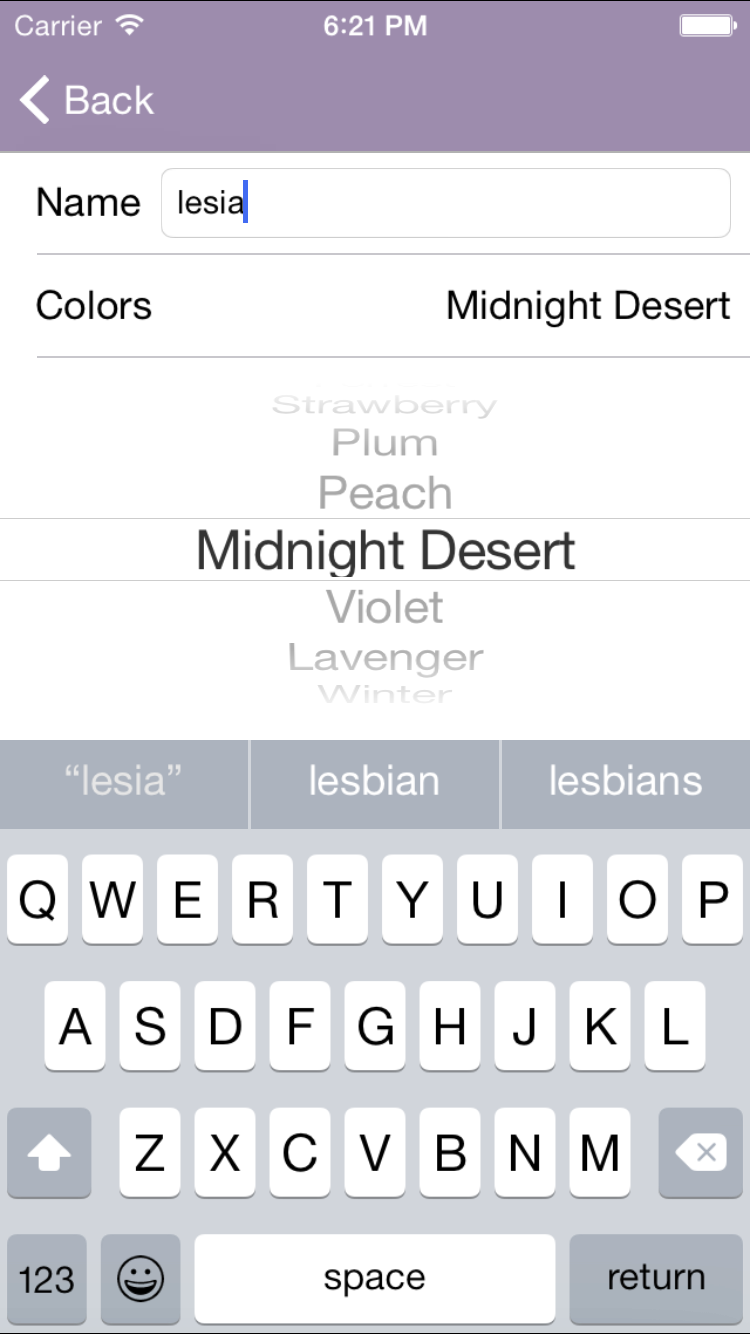 Carrier 6:21 PM
Back
Name lesia
Colors Midnight Desert
Strawberry
Plum
Peach
Midnight Desert
Violet
Lavenger
Winter
“lesia” lesbian lesbians
Q W E R T Y U I O P
A S D F G H J K L
Z X C V B N M
123 space return